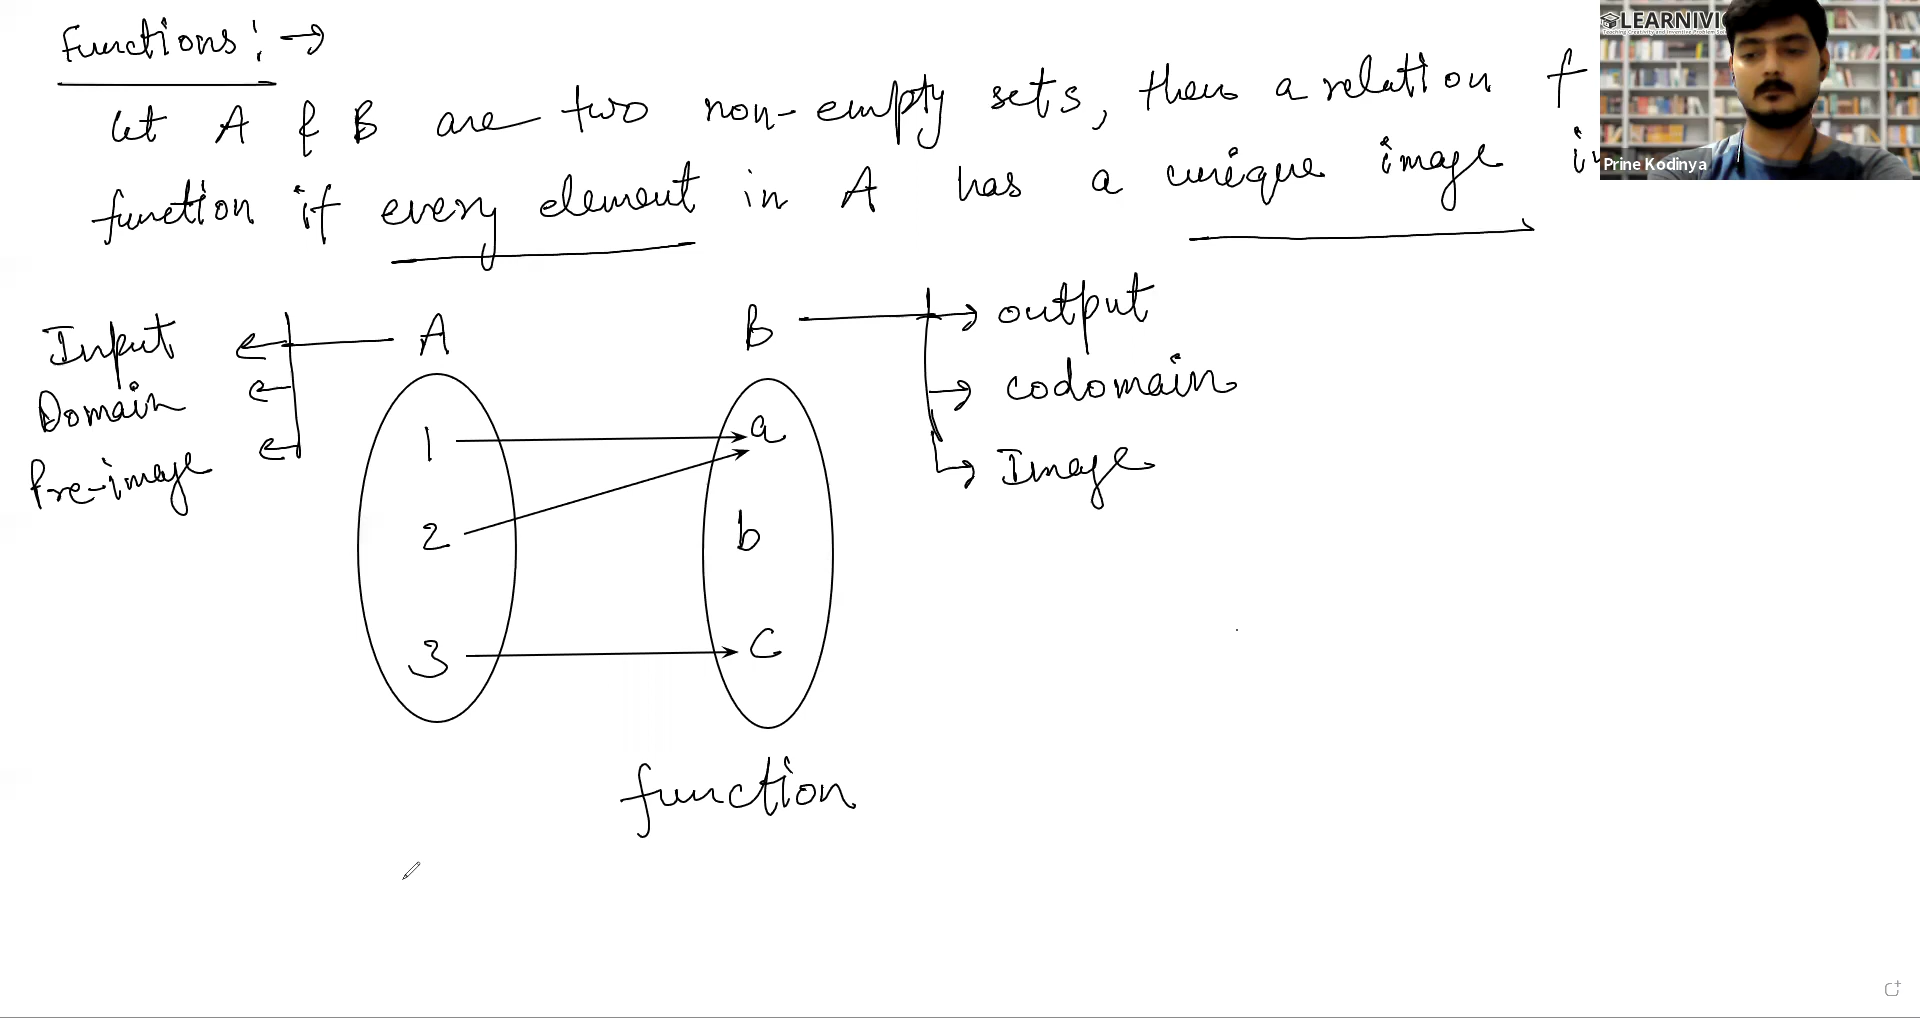 functions: →
Let A & B are two non-empty sets, then a relation f
function if every element in A has a unique image in
Input
Domain
Pre-image
A
B
output
codomain
Image
1
2
3
a
b
c
function
LEARNIVI
Prine Kodinya